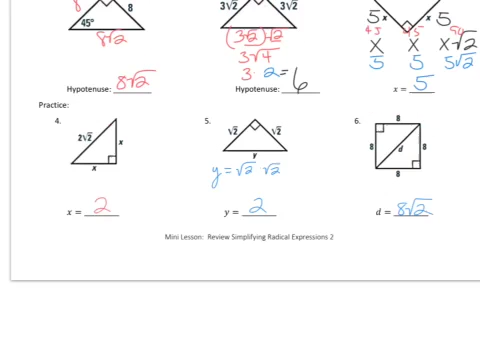 8 8 3√2 3√2 5 x x 5
45° 45 45 90
8√2 (3√2)√2 x x x√2
3√4 5 5 5√2
3 · 2 = 6
Hypotenuse: 8√2 Hypotenuse: x = 5
Practice:
4. 5. 6. 8
2√2 x √2 √2 8 d 8
x y 8
y = √2 √2
x = 2 y = 2 d = 8√2
Mini Lesson: Review Simplifying Radical Expressions 2